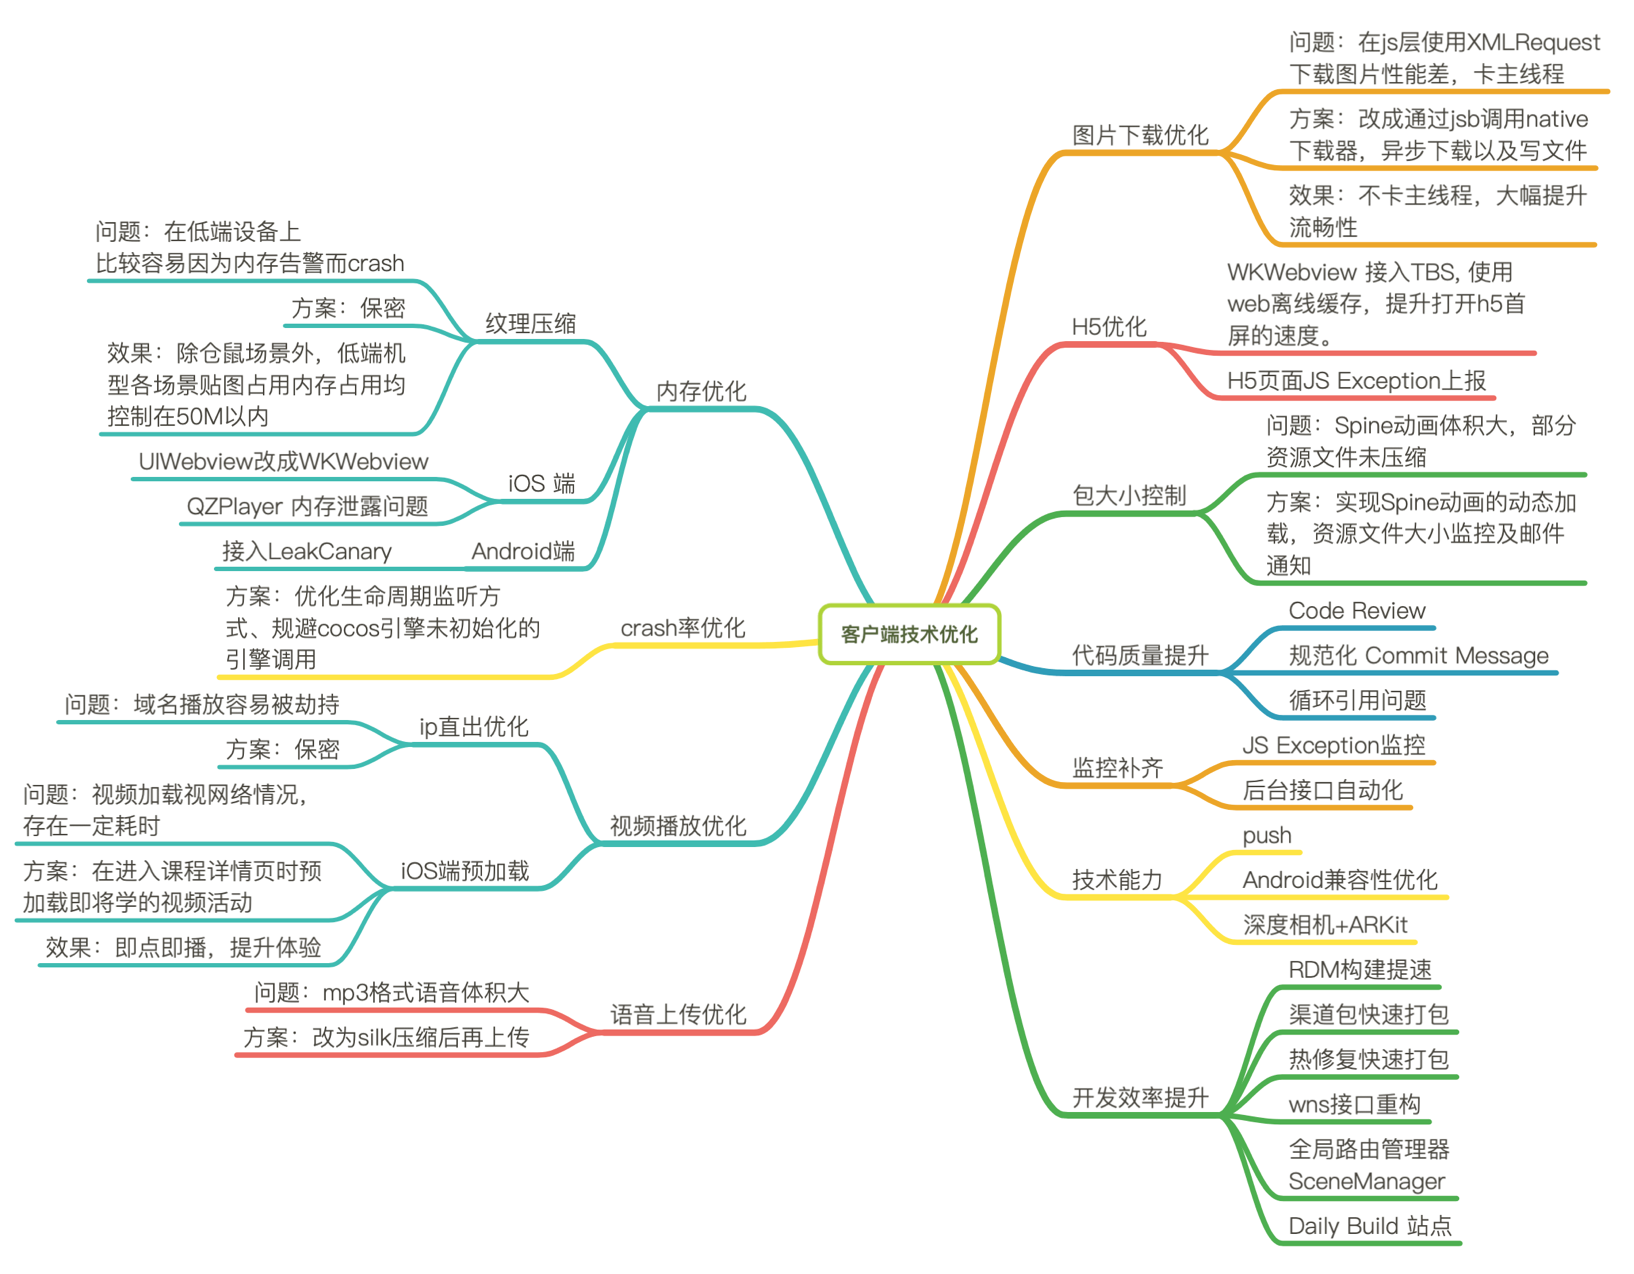 客户端技术优化
图片下载优化
问题：在js层使用XMLRequest
下载图片性能差，卡主线程
方案：改成通过jsb调用native
下载器，异步下载以及写文件
效果：不卡主线程，大幅提升
流畅性
H5优化
WKWebview 接入TBS, 使用
web离线缓存，提升打开h5首
屏的速度。
H5页面JS Exception上报
包大小控制
问题：Spine动画体积大，部分
资源文件未压缩
方案：实现Spine动画的动态加
载，资源文件大小监控及邮件
通知
代码质量提升
Code Review
规范化 Commit Message
循环引用问题
监控补齐
JS Exception监控
后台接口自动化
技术能力
push
Android兼容性优化
深度相机+ARKit
开发效率提升
RDM构建提速
渠道包快速打包
热修复快速打包
wns接口重构
全局路由管理器
SceneManager
Daily Build 站点
内存优化
纹理压缩
问题：在低端设备上
比较容易因为内存告警而crash
方案：保密
效果：除仓鼠场景外，低端机
型各场景贴图占用内存占用均
控制在50M以内
iOS 端
UIWebview改成WKWebview
QZPlayer 内存泄露问题
Android端
接入LeakCanary
crash率优化
方案：优化生命周期监听方
式、规避cocos引擎未初始化的
引擎调用
视频播放优化
ip直出优化
问题：域名播放容易被劫持
方案：保密
iOS端预加载
问题：视频加载视网络情况，
存在一定耗时
方案：在进入课程详情页时预
加载即将学的视频活动
效果：即点即播，提升体验
语音上传优化
问题：mp3格式语音体积大
方案：改为silk压缩后再上传